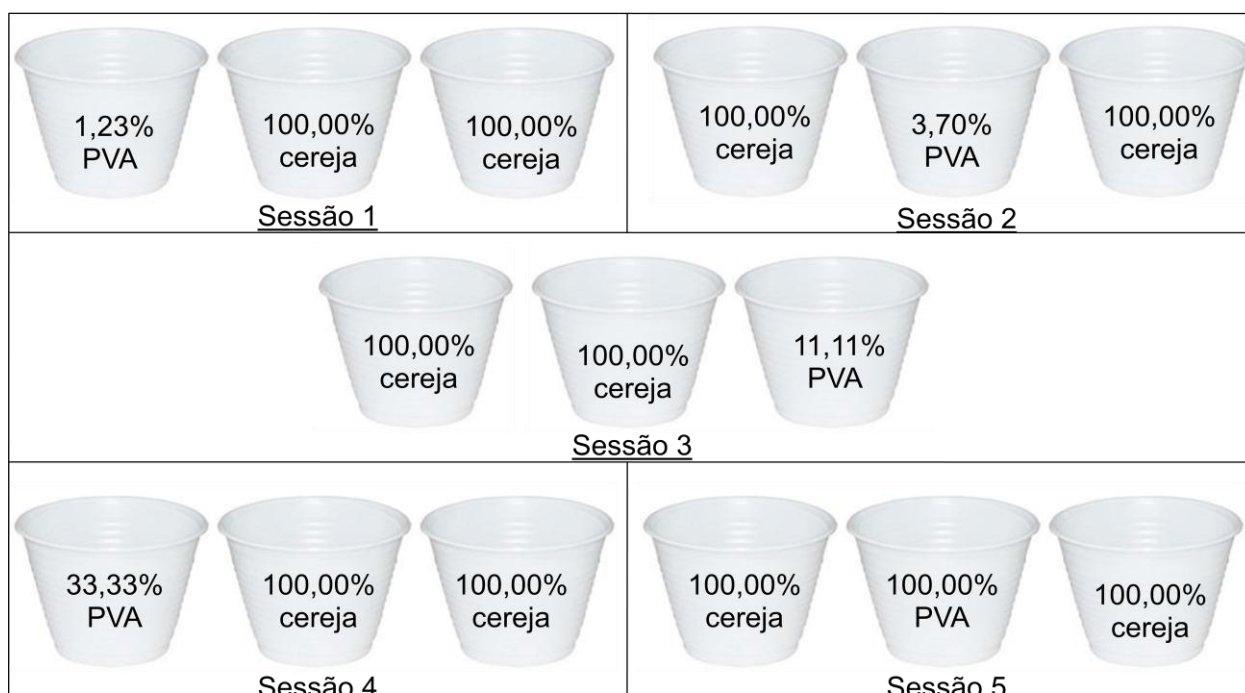 1,23%
PVA
100,00%
cereja
100,00%
cereja
Sessão 1
100,00%
cereja
3,70%
PVA
100,00%
cereja
Sessão 2
100,00%
cereja
100,00%
cereja
11,11%
PVA
Sessão 3
33,33%
PVA
100,00%
cereja
100,00%
cereja
Sessão 4
100,00%
cereja
100,00%
PVA
100,00%
cereja
Sessão 5